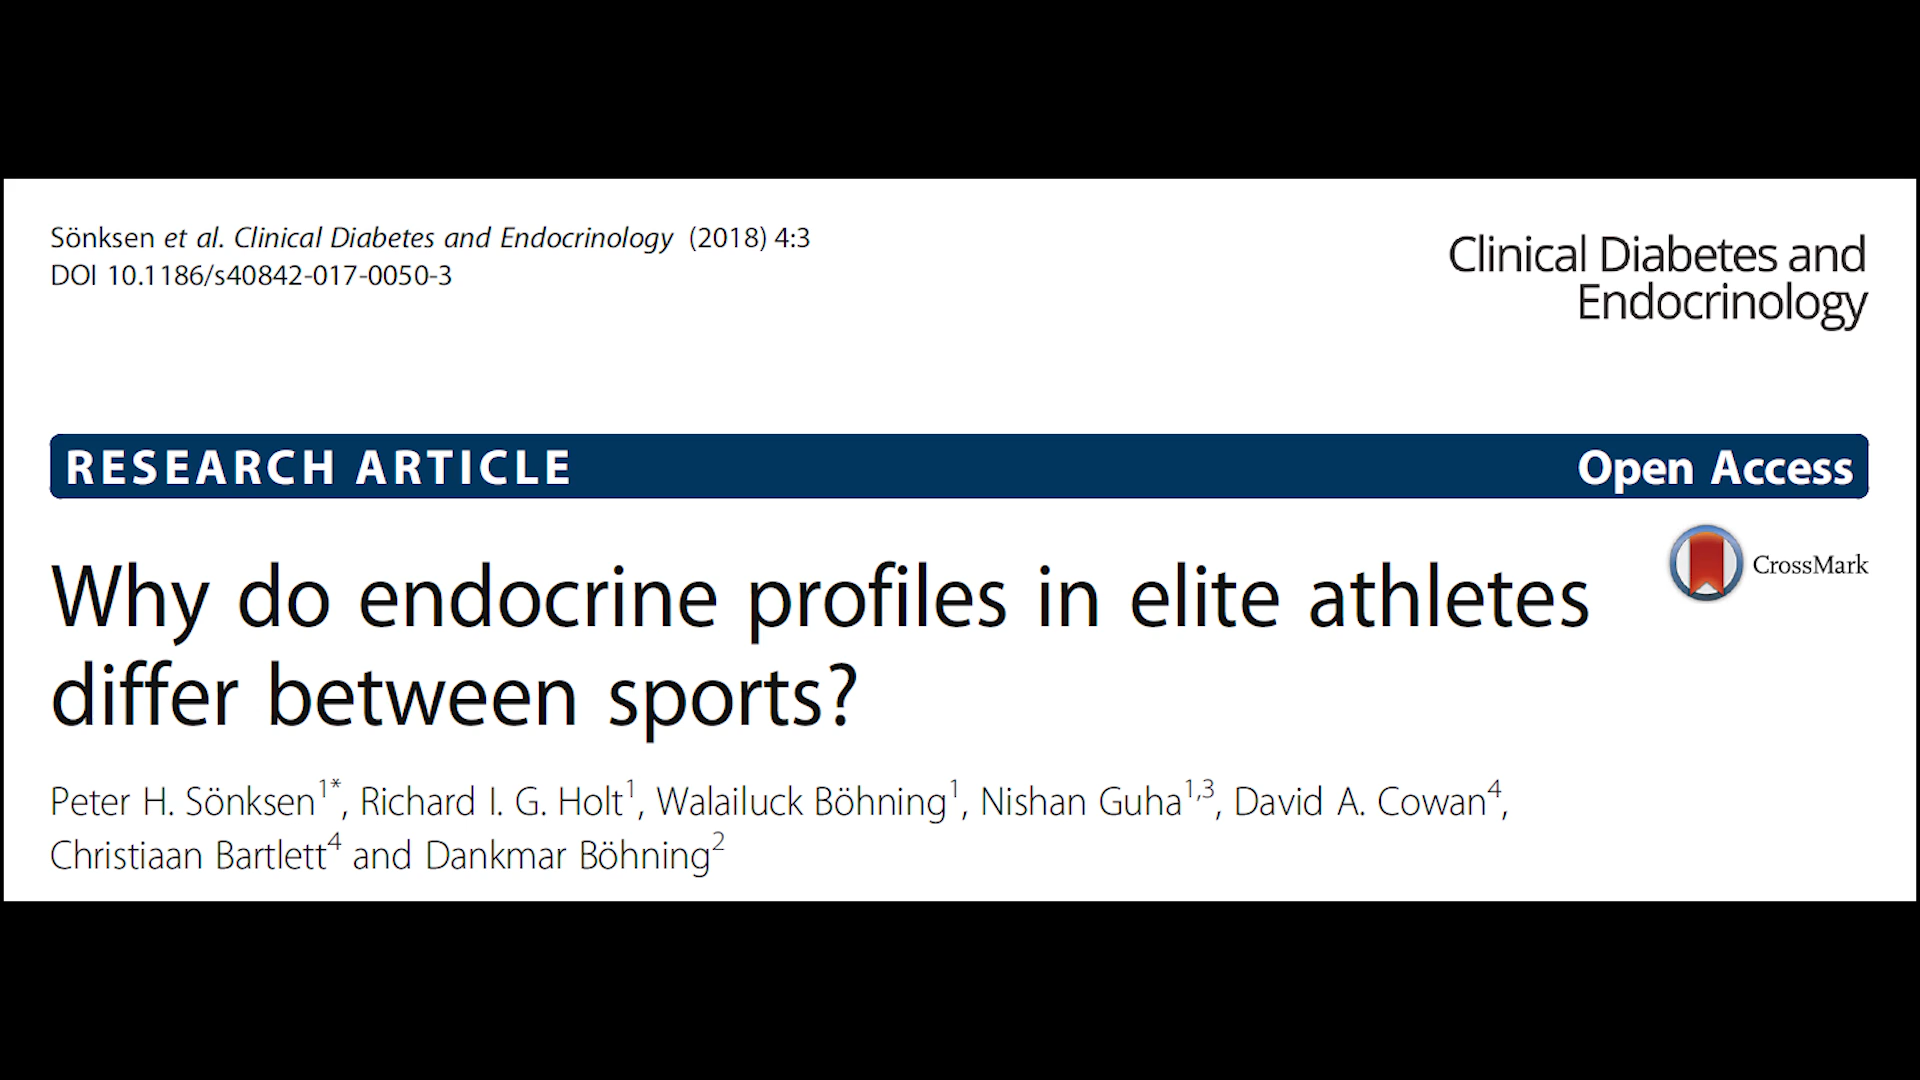 Sönksen et al. Clinical Diabetes and Endocrinology (2018) 4:3
DOI 10.1186/s40842-017-0050-3
Clinical Diabetes and
Endocrinology
RESEARCH ARTICLE
Open Access
CrossMark
Why do endocrine profiles in elite athletes
differ between sports?
Peter H. Sönksen1*, Richard I. G. Holt1, Walailuck Böhning1, Nishan Guha1,3, David A. Cowan4,
Christiaan Bartlett4 and Dankmar Böhning2